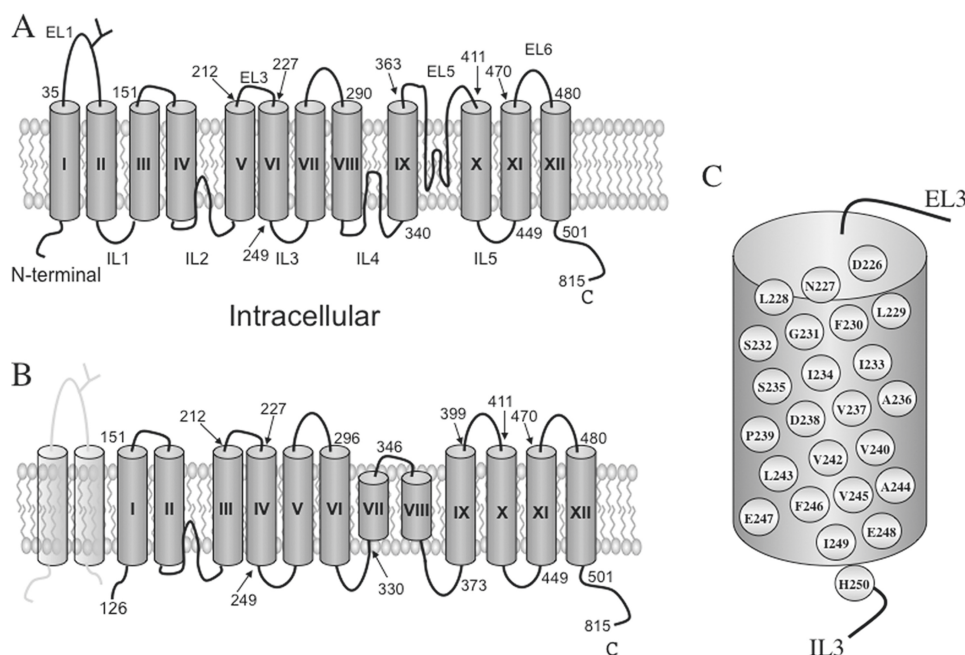 A
EL1
35
151
212
EL3
227
290
363
EL5
411
470
EL6
480
I II III IV V VI VII VIII IX X XI XII
N-terminal
IL1
IL2
249
IL3
IL4
340
IL5
449
501
815
C
Intracellular
B
151
212
227
296
346
399
411
470
480
I II III IV V VI VII VIII IX X XI XII
126
249
330
373
449
501
815
C
C
EL3
D226
N227
L228
L229
F230
G231
S232
I233
I234
S235
A236
V237
D238
P239
V240
V242
L243
A244
V245
F246
E247
E248
I249
H250
IL3